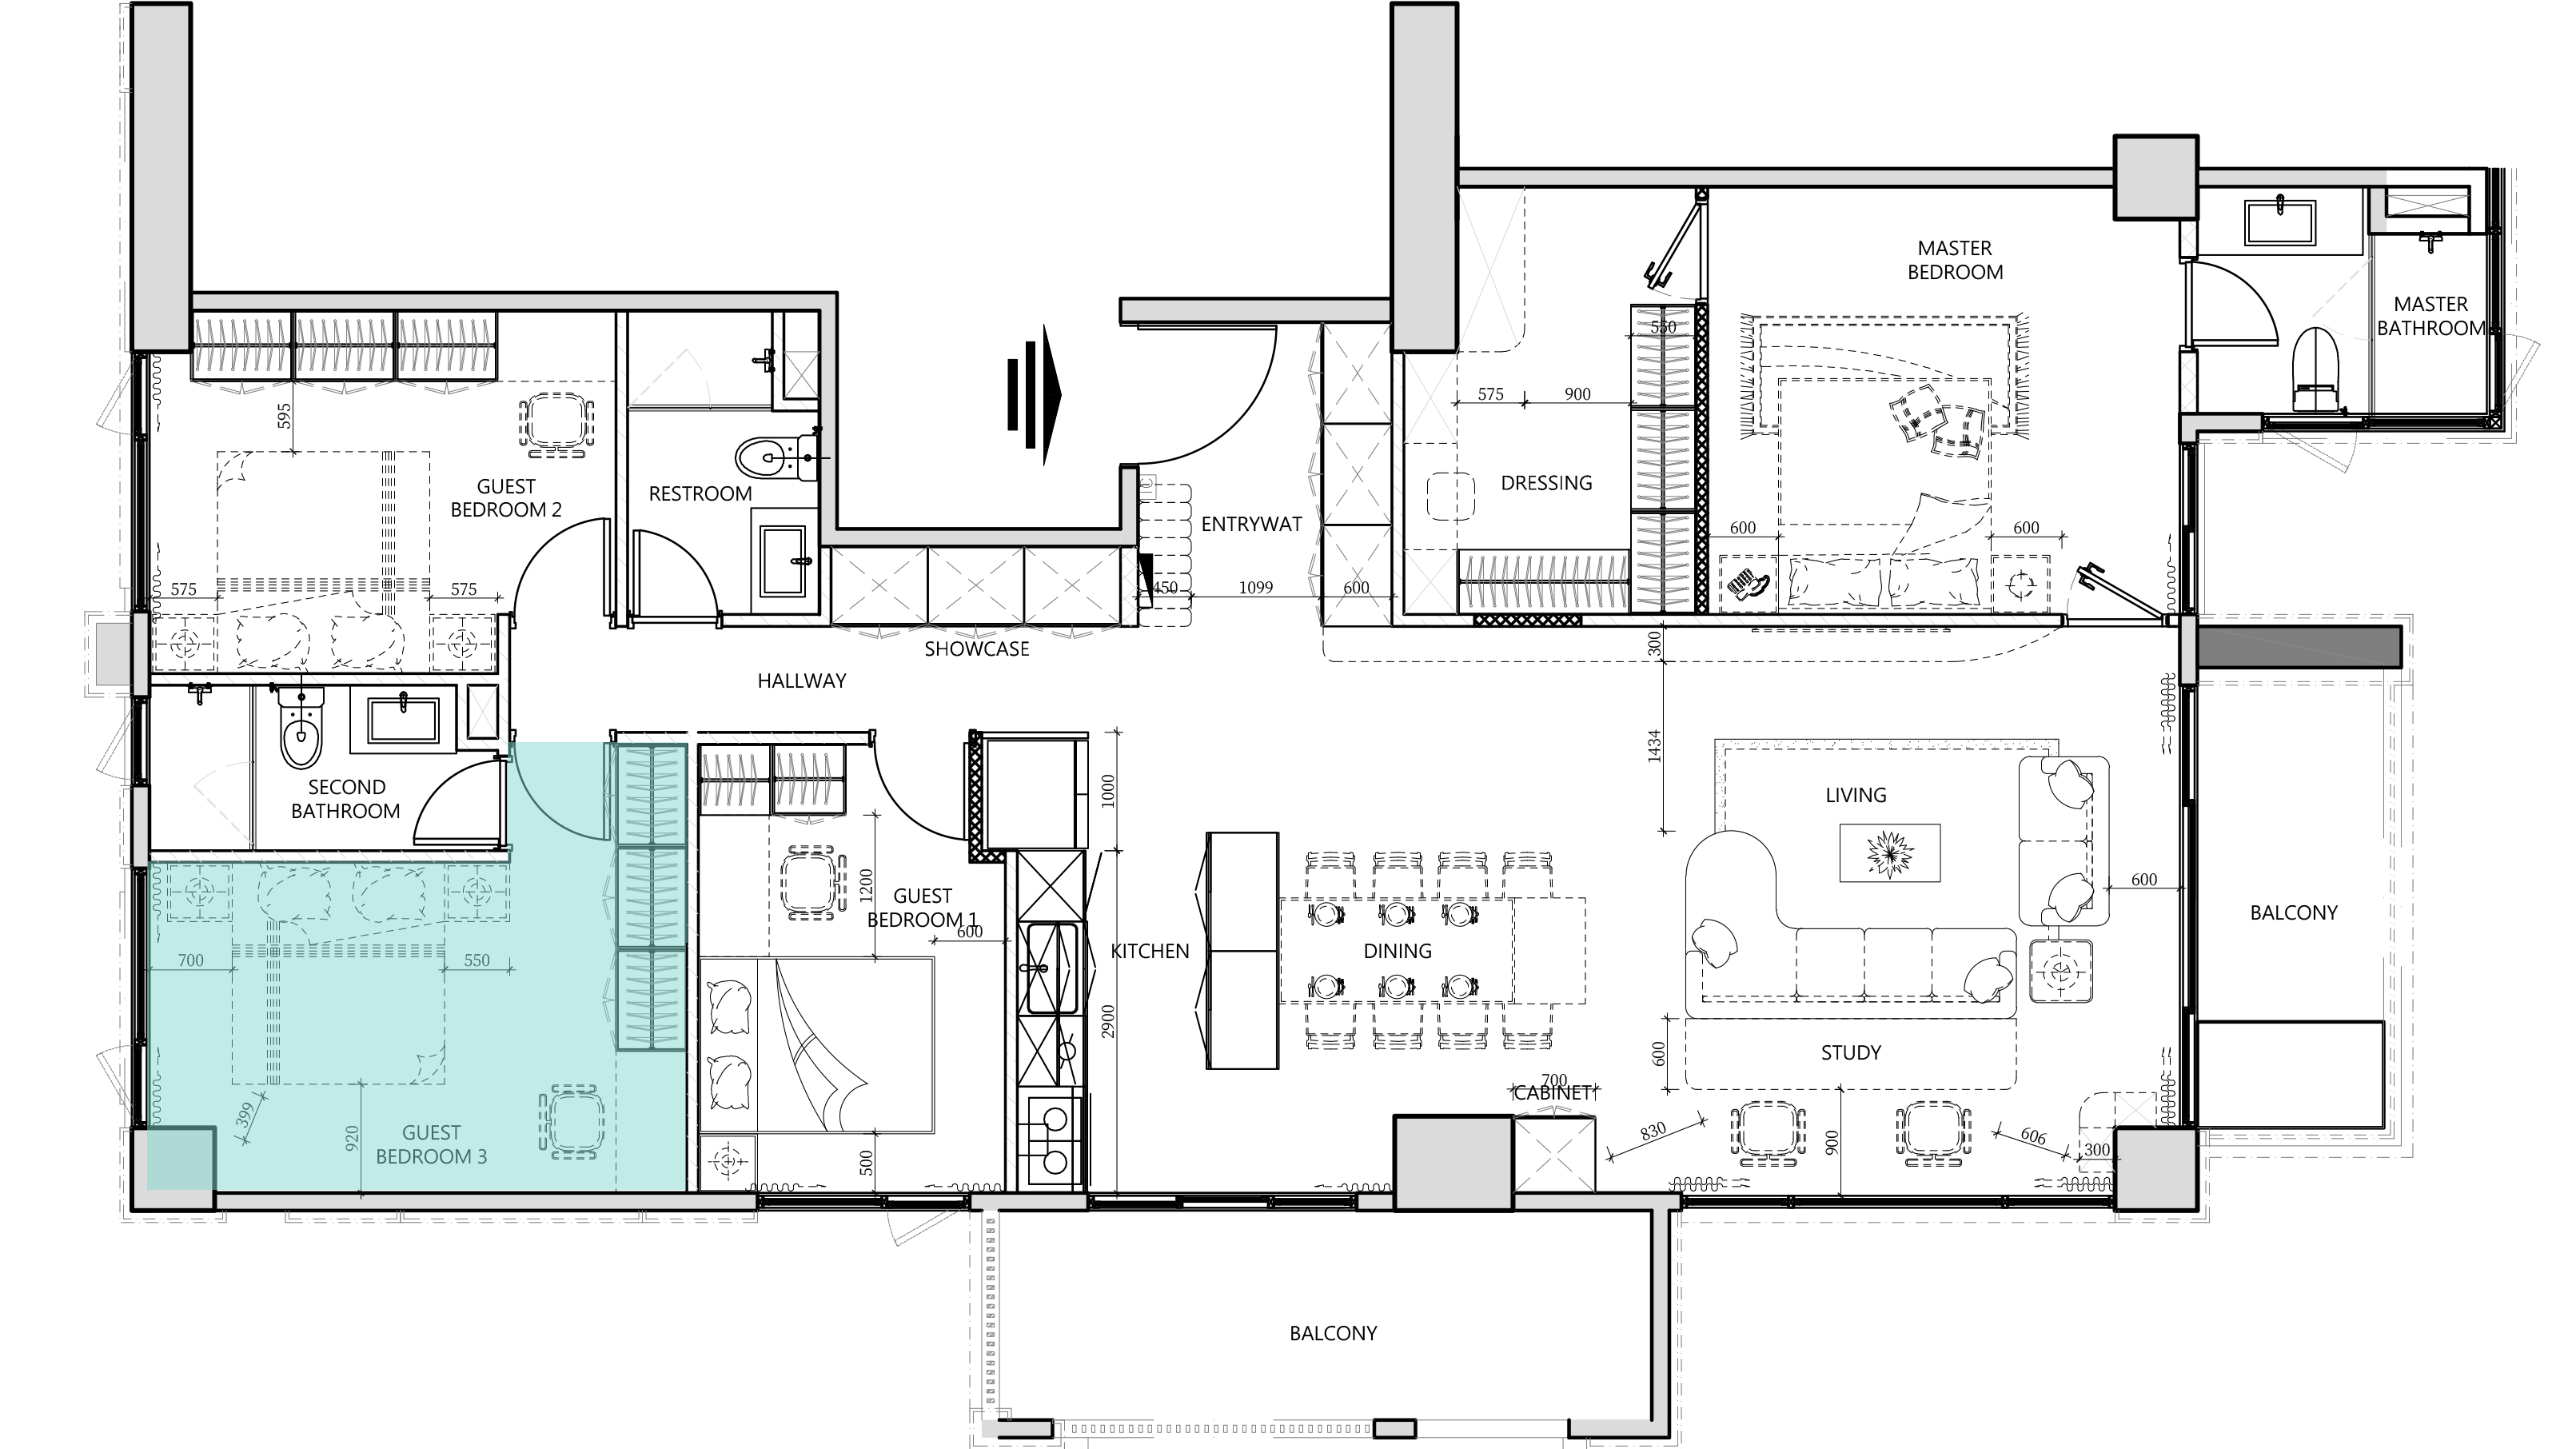 MASTER
BEDROOM
MASTER
BATHROOM
550
595
575
900
GUEST
BEDROOM 2
RESTROOM
DRESSING
ENTRYWAT
600
600
575
575
450
1099
600
SHOWCASE
300
HALLWAY
1434
1000
SECOND
BATHROOM
LIVING
1200
GUEST
BEDROOM 1
600
600
BALCONY
KITCHEN
DINING
700
550
2900
STUDY
600
700
CABINET
399
920
GUEST
BEDROOM 3
500
830
900
606
300
BALCONY